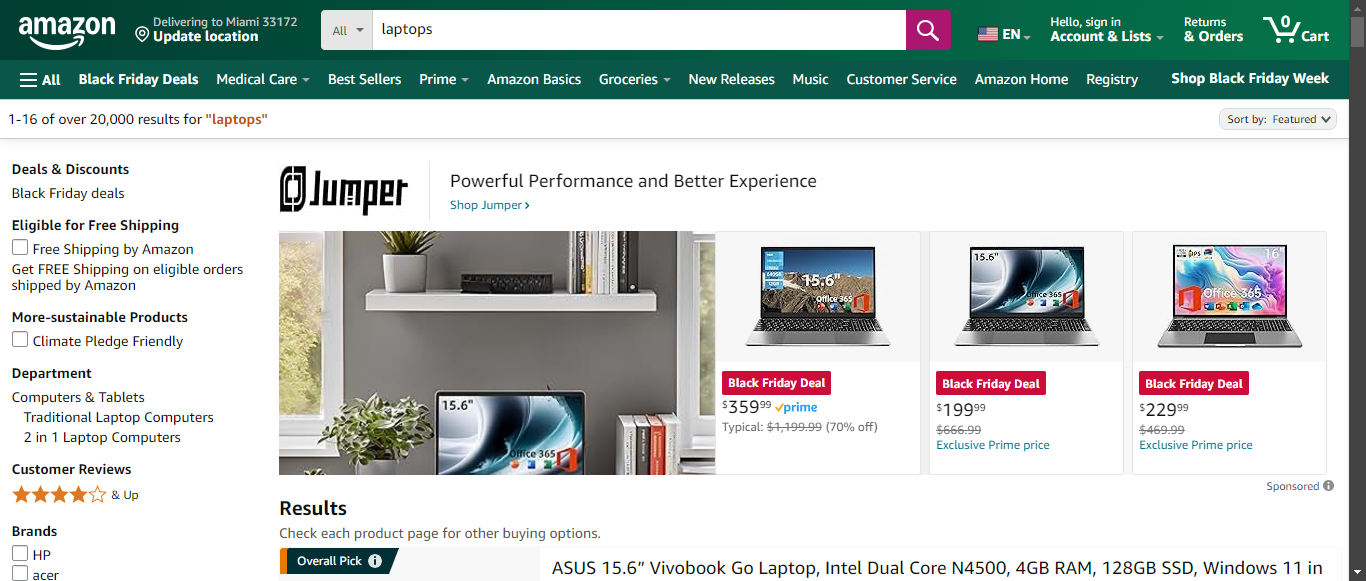 amazon
Delivering to Miami 33172
Update location
All
laptops
EN
Hello, sign in
Account & Lists
Returns
& Orders
0
Cart
All
Black Friday Deals
Medical Care
Best Sellers
Prime
Amazon Basics
Groceries
New Releases
Music
Customer Service
Amazon Home
Registry
Shop Black Friday Week
1-16 of over 20,000 results for "laptops"
Sort by: Featured
Deals & Discounts
Black Friday deals
Eligible for Free Shipping
Free Shipping by Amazon
Get FREE Shipping on eligible orders
shipped by Amazon
More-sustainable Products
Climate Pledge Friendly
Department
Computers & Tablets
Traditional Laptop Computers
2 in 1 Laptop Computers
Customer Reviews
& Up
Brands
HP
acer
Jumper
Powerful Performance and Better Experience
Shop Jumper ›
15.6"
Office 365
15.6"
Office 365
Black Friday Deal
$359.99 prime
Typical: $1,199.99 (70% off)
15.6"
Office 365
Black Friday Deal
$199.99
$666.99
Exclusive Prime price
16"
IPS
Office 365
Black Friday Deal
$229.99
$469.99
Exclusive Prime price
Sponsored
Results
Check each product page for other buying options.
Overall Pick
ASUS 15.6” Vivobook Go Laptop, Intel Dual Core N4500, 4GB RAM, 128GB SSD, Windows 11 in